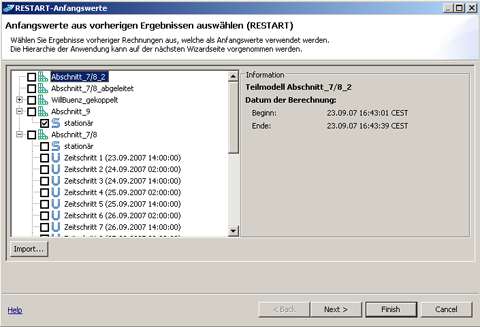 RESTART-Anfangswerte
Anfangswerte aus vorherigen Ergebnissen auswählen (RESTART)
Wählen Sie Ergebnisse vorheriger Rechnungen aus, welche als Anfangswerte verwendet werden.
Die Hierarchie der Anwendung kann auf der nächsten Wizardseite vorgenommen werden.
Abschnitt_7/8_2
Abschnitt_7/8_abgeleitet
WillBuenz_gekoppelt
Abschnitt_9
stationär
Abschnitt_7/8
stationär
Zeitschritt 1 (23.09.2007 14:00:00)
Zeitschritt 2 (24.09.2007 02:00:00)
Zeitschritt 3 (24.09.2007 14:00:00)
Zeitschritt 4 (25.09.2007 02:00:00)
Zeitschritt 5 (25.09.2007 14:00:00)
Zeitschritt 6 (26.09.2007 02:00:00)
Zeitschritt 7 (26.09.2007 14:00:00)
Information
Teilmodell Abschnitt_7/8_2
Datum der Berechnung:
Beginn: 23.09.07 16:43:01 CEST
Ende: 23.09.07 16:43:39 CEST
Import...
Help
< Back
Next >
Finish
Cancel